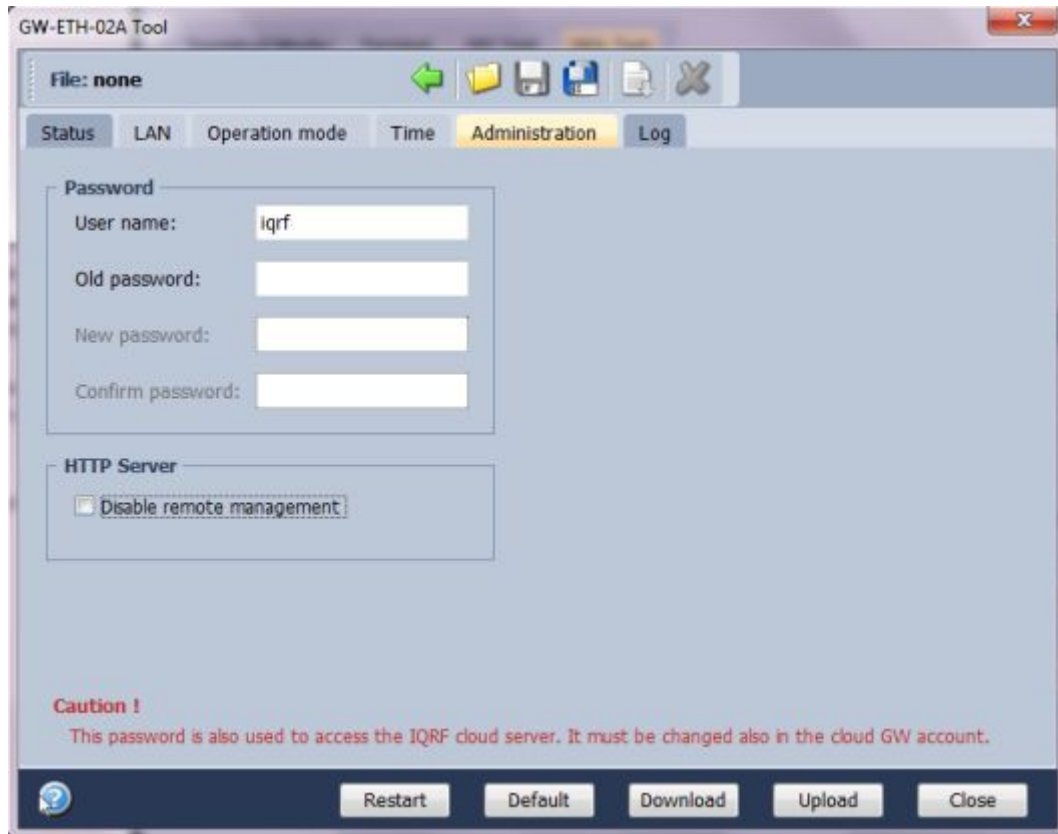 GW-ETH-02A Tool
File: none
Status LAN Operation mode Time Administration Log
Password
User name: iqrf
Old password:
New password:
Confirm password:
HTTP Server
Disable remote management
Caution !
This password is also used to access the IQRF cloud server. It must be changed also in the cloud GW account.
Restart Default Download Upload Close